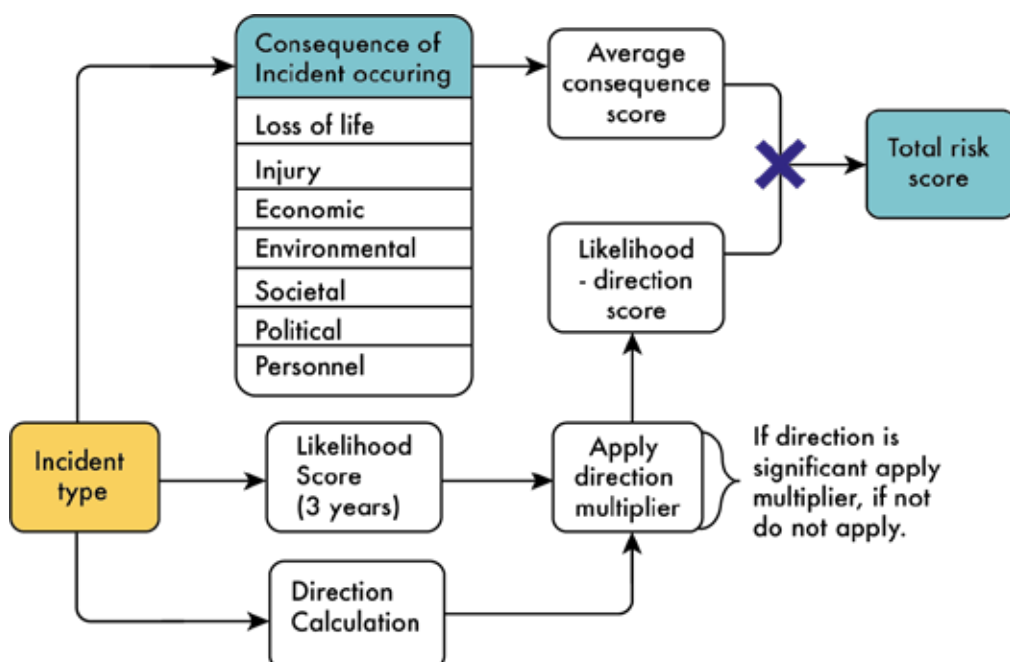 Consequence of
Incident occuring
Loss of life
Injury
Economic
Environmental
Societal
Political
Personnel
Average
consequence
score
Total risk
score
Likelihood
- direction
score
Incident
type
Likelihood
Score
(3 years)
Apply
direction
multiplier
If direction is
significant apply
multiplier, if not
do not apply.
Direction
Calculation